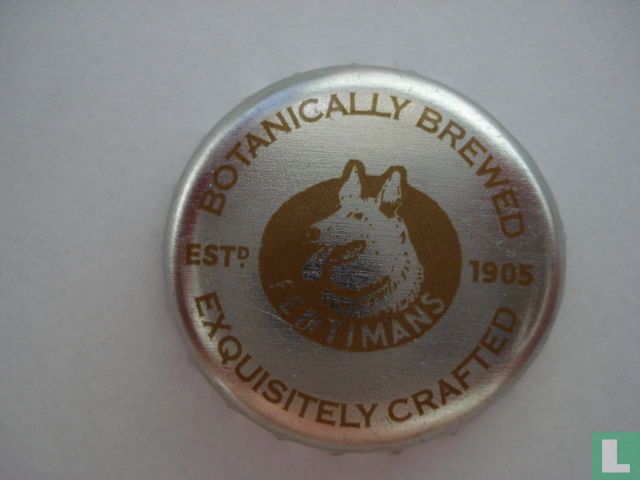 BOTANICALLY BREWED
ESTD. 1905
FENTIMANS
EXQUISITELY CRAFTED
L